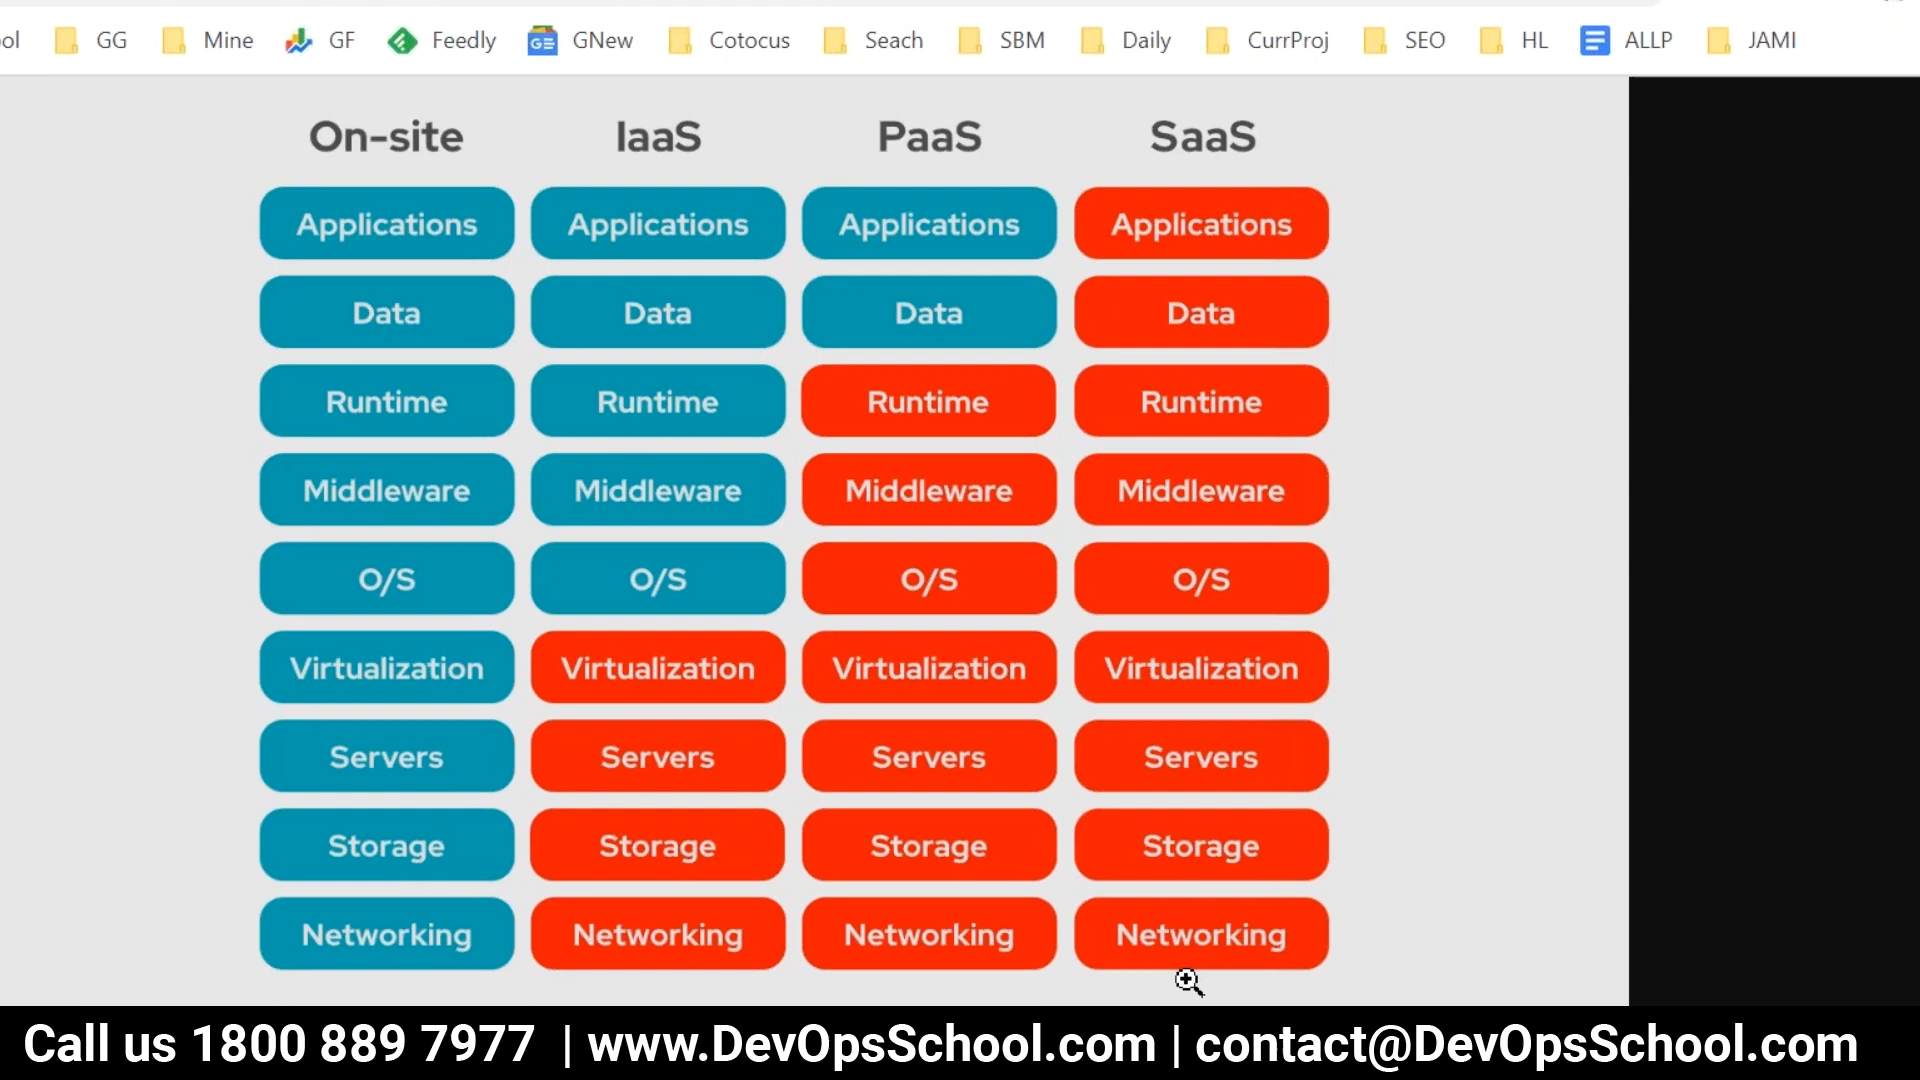 ol GG Mine GF Feedly GNew Cotocus Seach SBM Daily CurrProj SEO HL ALLP JAMI
On-site IaaS PaaS SaaS
Applications Applications Applications Applications
Data Data Data Data
Runtime Runtime Runtime Runtime
Middleware Middleware Middleware Middleware
O/S O/S O/S O/S
Virtualization Virtualization Virtualization Virtualization
Servers Servers Servers Servers
Storage Storage Storage Storage
Networking Networking Networking Networking
Call us 1800 889 7977 | www.DevOpsSchool.com | contact@DevOpsSchool.com